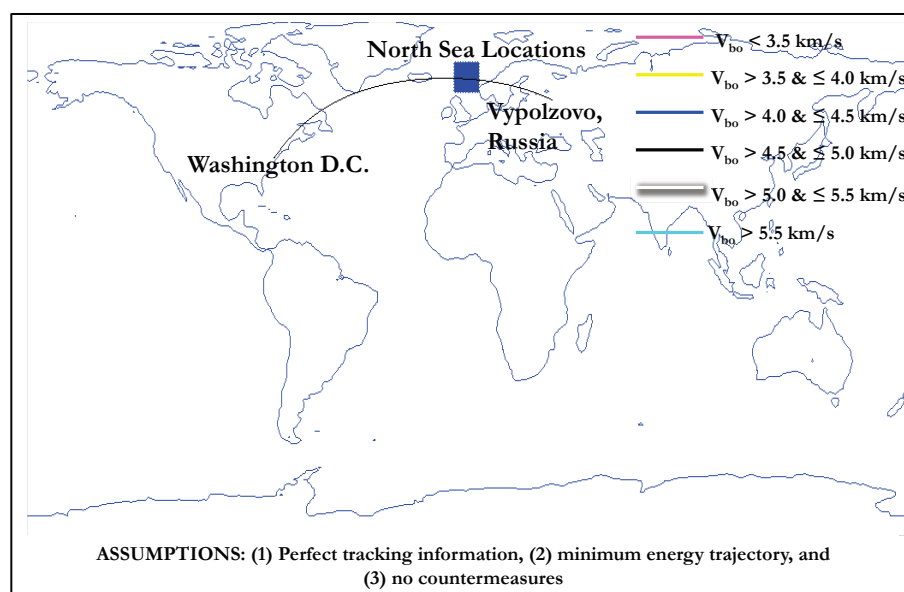 North Sea Locations
Vypolzovo,
Russia
Washington D.C.
V_bo < 3.5 km/s
V_bo > 3.5 & ≤ 4.0 km/s
V_bo > 4.0 & ≤ 4.5 km/s
V_bo > 4.5 & ≤ 5.0 km/s
V_bo > 5.0 & ≤ 5.5 km/s
V_bo > 5.5 km/s
ASSUMPTIONS: (1) Perfect tracking information, (2) minimum energy trajectory, and
(3) no countermeasures